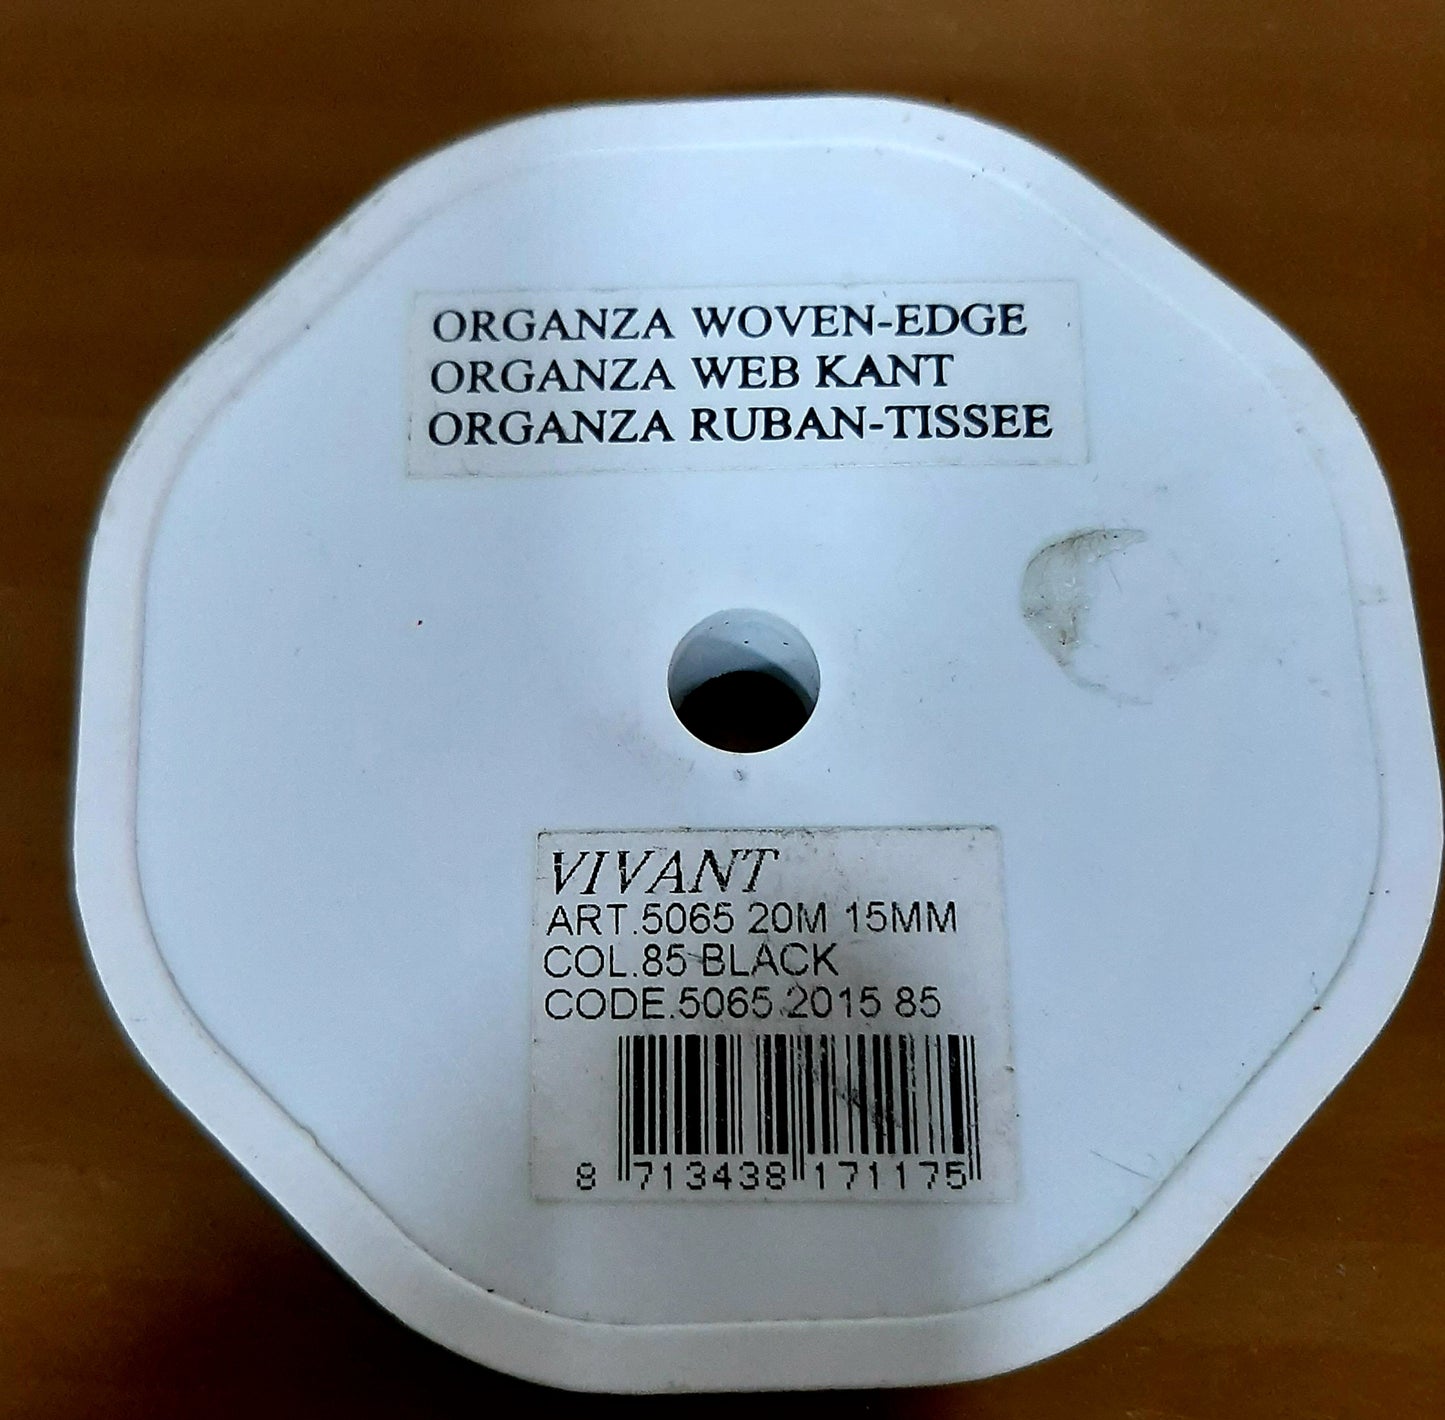 ORGANZA WOVEN-EDGE
ORGANZA WEB KANT
ORGANZA RUBAN-TISSEE
VIVANT
ART.5065 20M 15MM
COL.85 BLACK
CODE.5065.2015 85
8 713438 171175